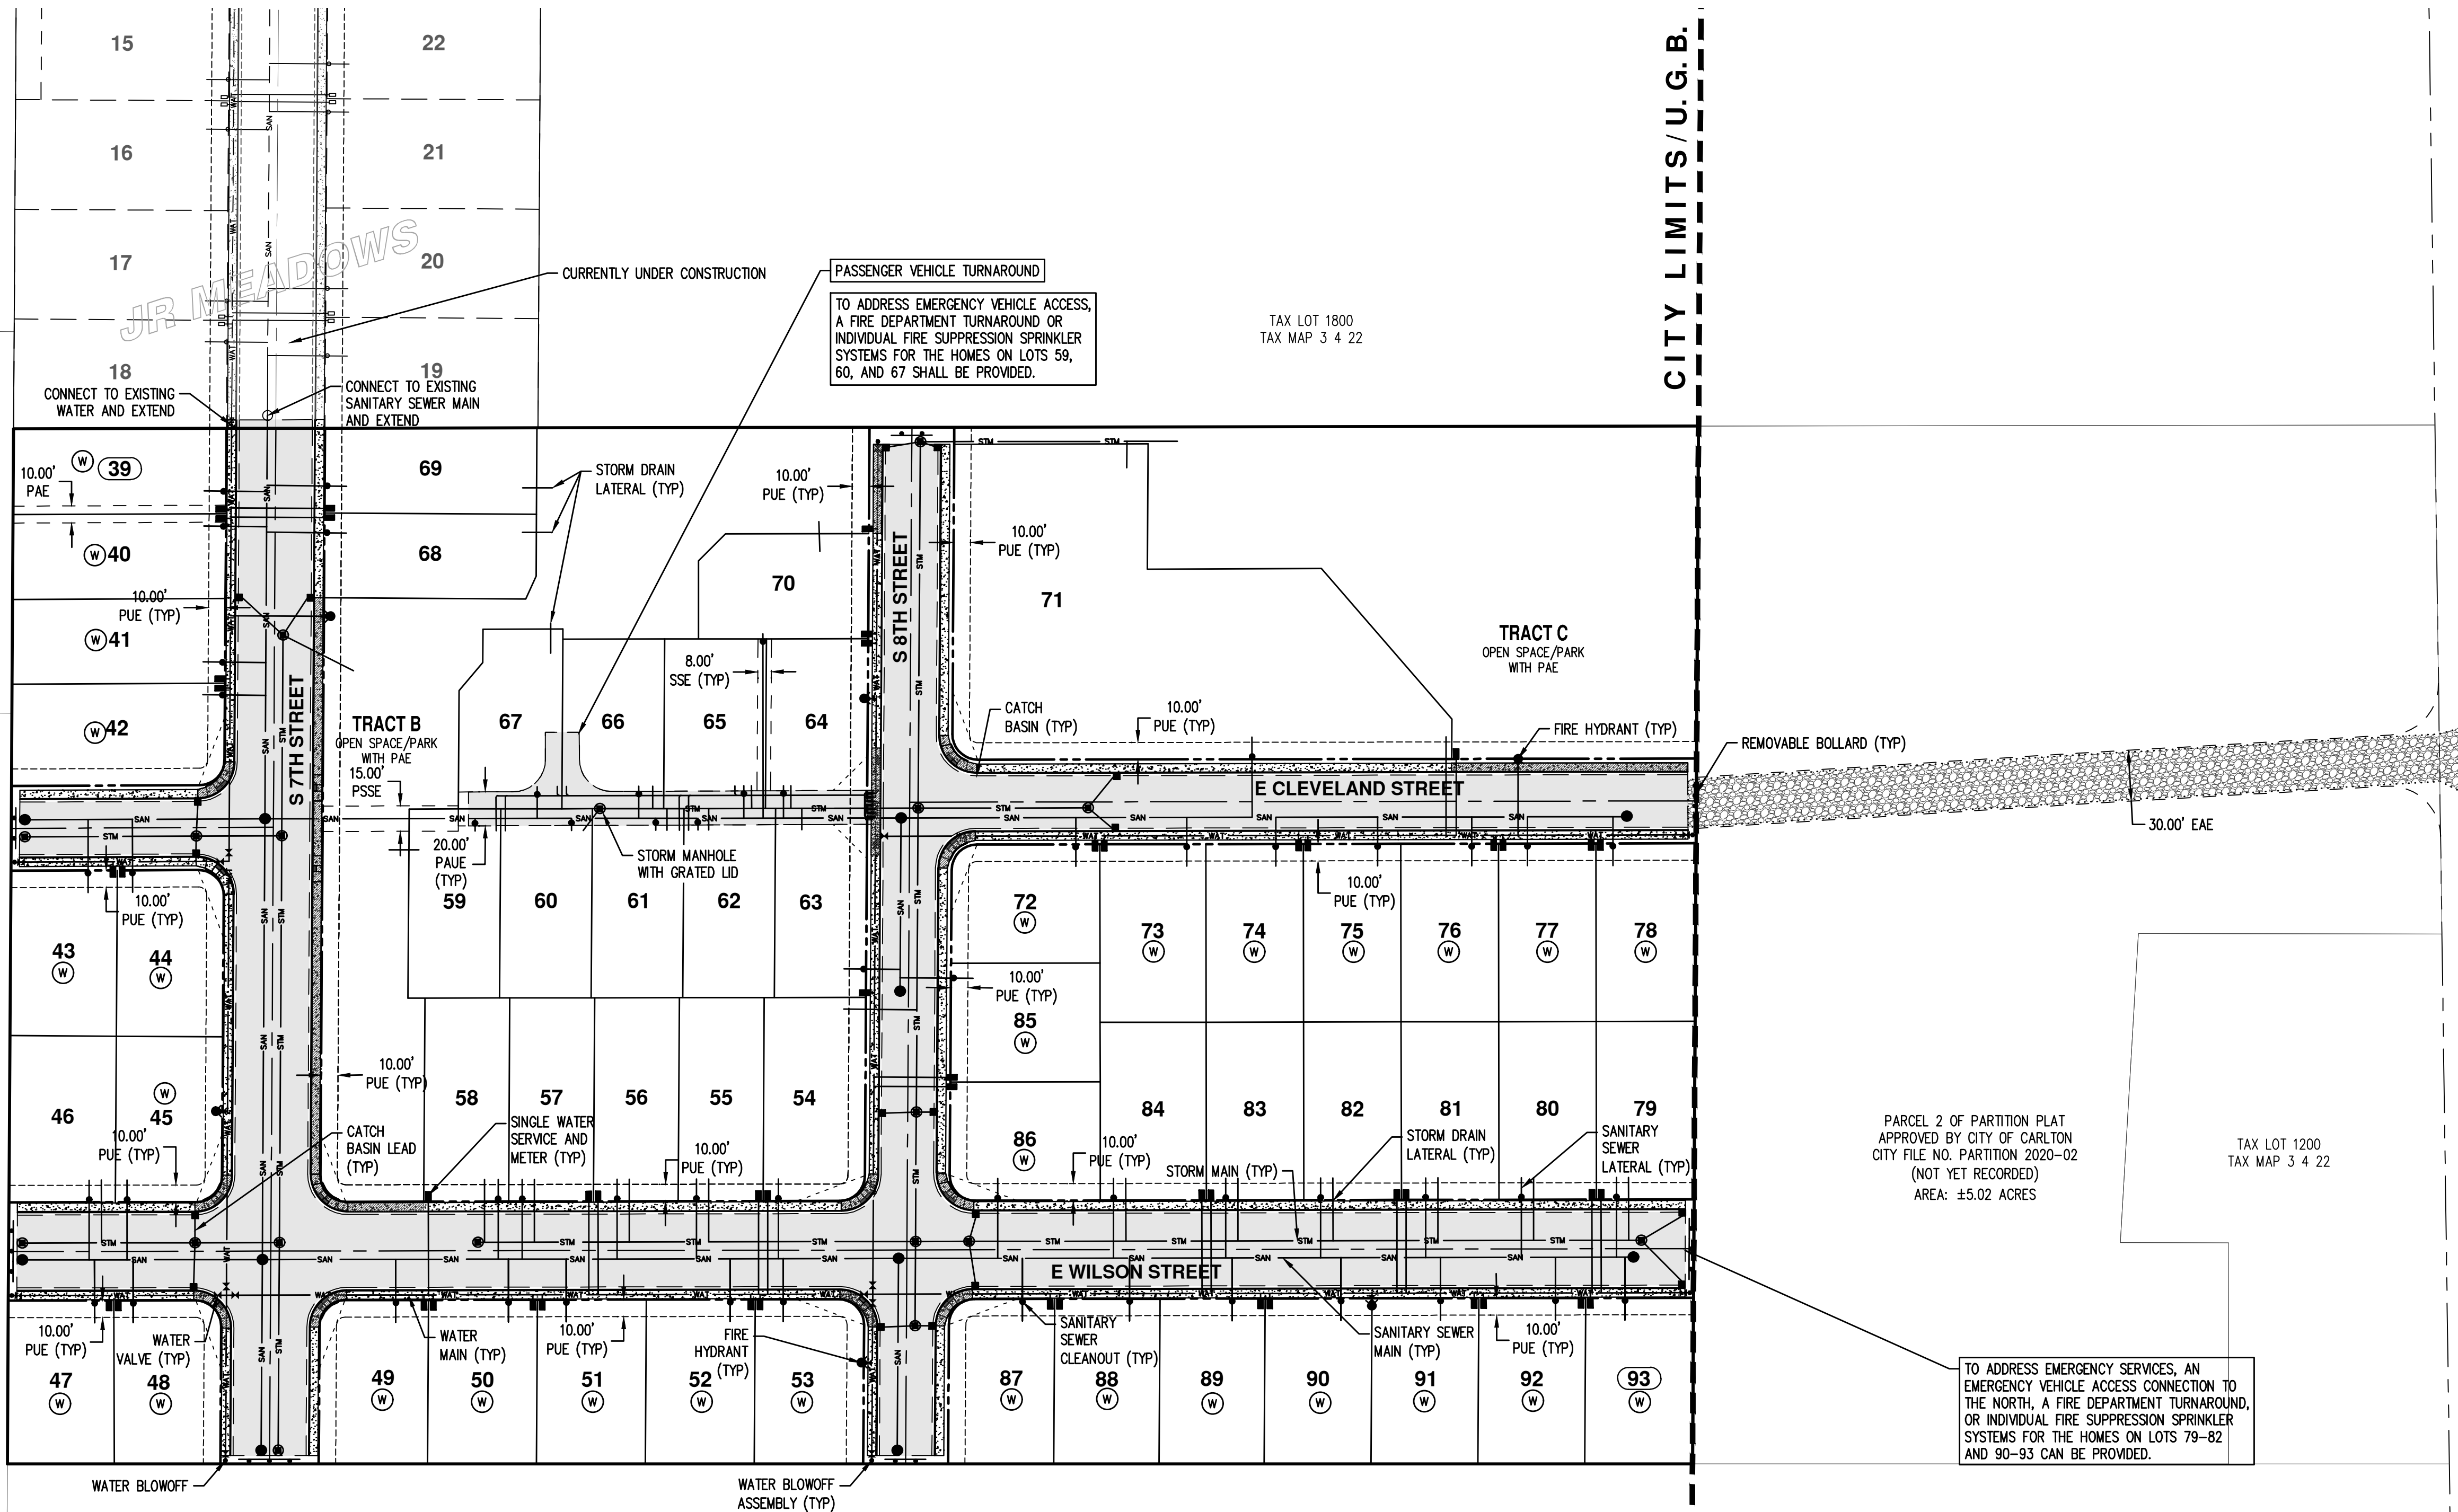 15
22
16
21
17
20
18
19
JR MEADOWS
CURRENTLY UNDER CONSTRUCTION
CONNECT TO EXISTING
WATER AND EXTEND
CONNECT TO EXISTING
SANITARY SEWER MAIN
AND EXTEND
PASSENGER VEHICLE TURNAROUND
TO ADDRESS EMERGENCY VEHICLE ACCESS,
A FIRE DEPARTMENT TURNAROUND OR
INDIVIDUAL FIRE SUPPRESSION SPRINKLER
SYSTEMS FOR THE HOMES ON LOTS 59,
60, AND 67 SHALL BE PROVIDED.
TAX LOT 1800
TAX MAP 3 4 22
CITY LIMITS/U.G.B.
W 39
10.00'
PAE
W 40
10.00'
PUE (TYP)
W 41
W 42
69
68
STORM DRAIN
LATERAL (TYP)
10.00'
PUE (TYP)
70
8.00'
SSE (TYP)
67
66
65
64
S 7TH STREET
TRACT B
OPEN SPACE/PARK
WITH PAE
15.00'
PSSE
20.00'
PAUE
(TYP)
STORM MANHOLE
WITH GRATED LID
S 8TH STREET
10.00'
PUE (TYP)
71
CATCH
BASIN (TYP)
10.00'
PUE (TYP)
TRACT C
OPEN SPACE/PARK
WITH PAE
FIRE HYDRANT (TYP)
REMOVABLE BOLLARD (TYP)
E CLEVELAND STREET
30.00' EAE
10.00'
PUE (TYP)
43
W
44
W
59
60
61
62
63
72
W
10.00'
PUE (TYP)
73
W
74
W
75
W
76
W
77
W
78
W
10.00'
PUE (TYP)
85
W
46
W
45
10.00'
PUE (TYP)
10.00'
PUE (TYP)
58
57
56
55
54
CATCH
BASIN LEAD
(TYP)
SINGLE WATER
SERVICE AND
METER (TYP)
10.00'
PUE (TYP)
86
W
10.00'
PUE (TYP)
84
83
82
81
80
79
STORM MAIN (TYP)
STORM DRAIN
LATERAL (TYP)
SANITARY
SEWER
LATERAL (TYP)
PARCEL 2 OF PARTITION PLAT
APPROVED BY CITY OF CARLTON
CITY FILE NO. PARTITION 2020-02
(NOT YET RECORDED)
AREA: ±5.02 ACRES
TAX LOT 1200
TAX MAP 3 4 22
E WILSON STREET
10.00'
PUE (TYP)
WATER
VALVE (TYP)
47
W
48
W
WATER
MAIN (TYP)
10.00'
PUE (TYP)
FIRE
HYDRANT
(TYP)
49
W
50
W
51
W
52
W
53
W
SANITARY
SEWER
CLEANOUT (TYP)
SANITARY SEWER
MAIN (TYP)
10.00'
PUE (TYP)
87
W
88
W
89
W
90
W
91
W
92
W
93
W
TO ADDRESS EMERGENCY SERVICES, AN
EMERGENCY VEHICLE ACCESS CONNECTION TO
THE NORTH, A FIRE DEPARTMENT TURNAROUND,
OR INDIVIDUAL FIRE SUPPRESSION SPRINKLER
SYSTEMS FOR THE HOMES ON LOTS 79-82
AND 90-93 CAN BE PROVIDED.
WATER BLOWOFF
WATER BLOWOFF
ASSEMBLY (TYP)